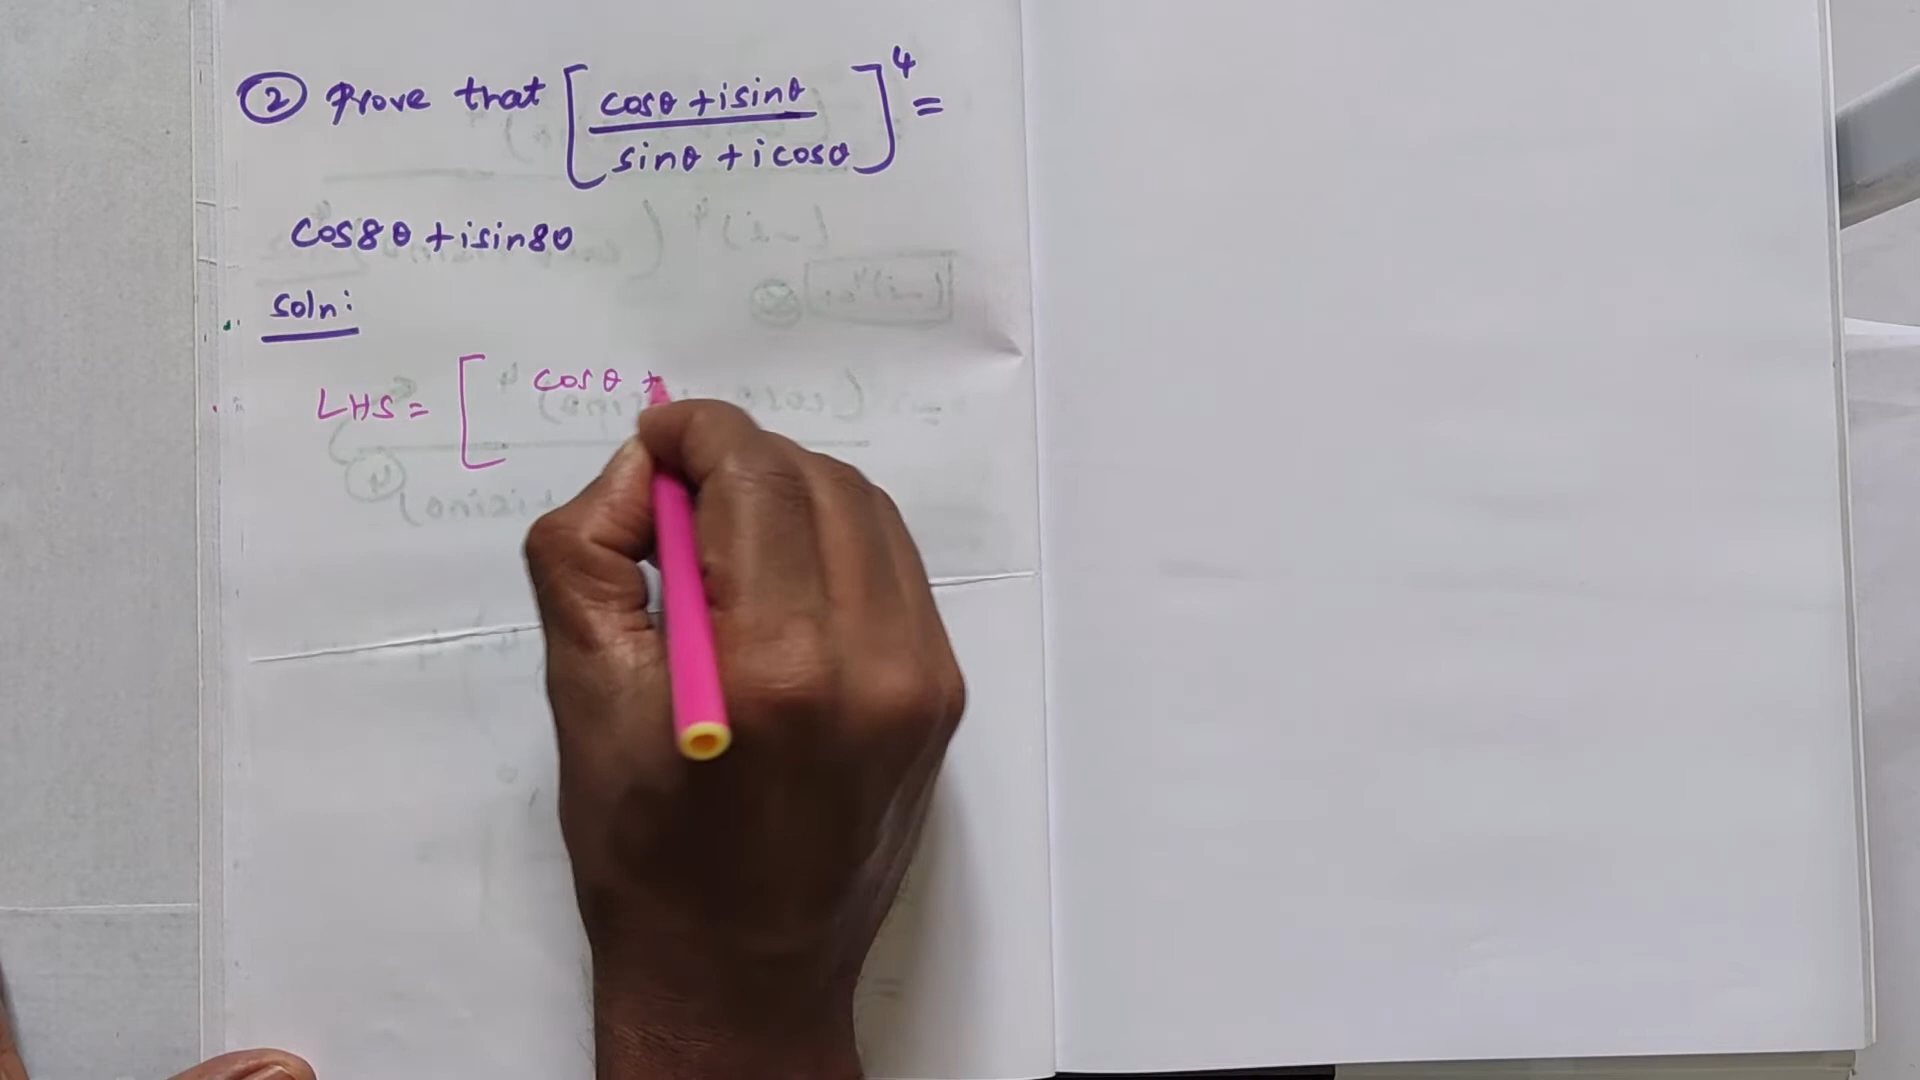 ② Prove that [cosθ + isinθ / sinθ + icosθ]⁴ =
cos8θ + isin8θ
Soln:
LHS = [ cosθ +